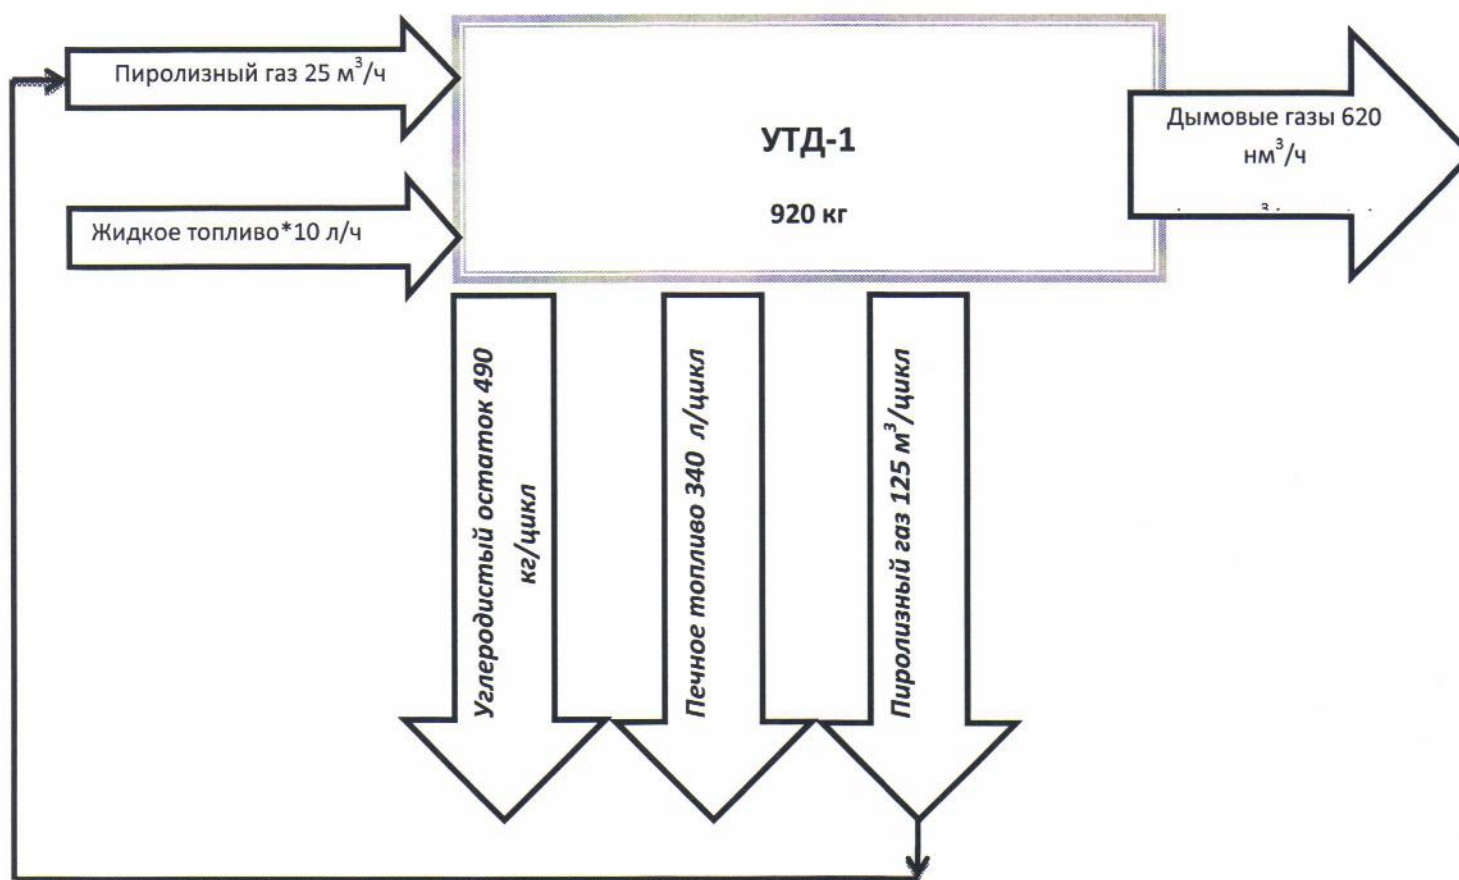 Пиролизный газ 25 м³/ч
Жидкое топливо*10 л/ч
УТД-1
920 кг
Дымовые газы 620
нм³/ч
Углеродистый остаток 490
кг/цикл
Печное топливо 340 л/цикл
Пиролизный газ 125 м³/цикл